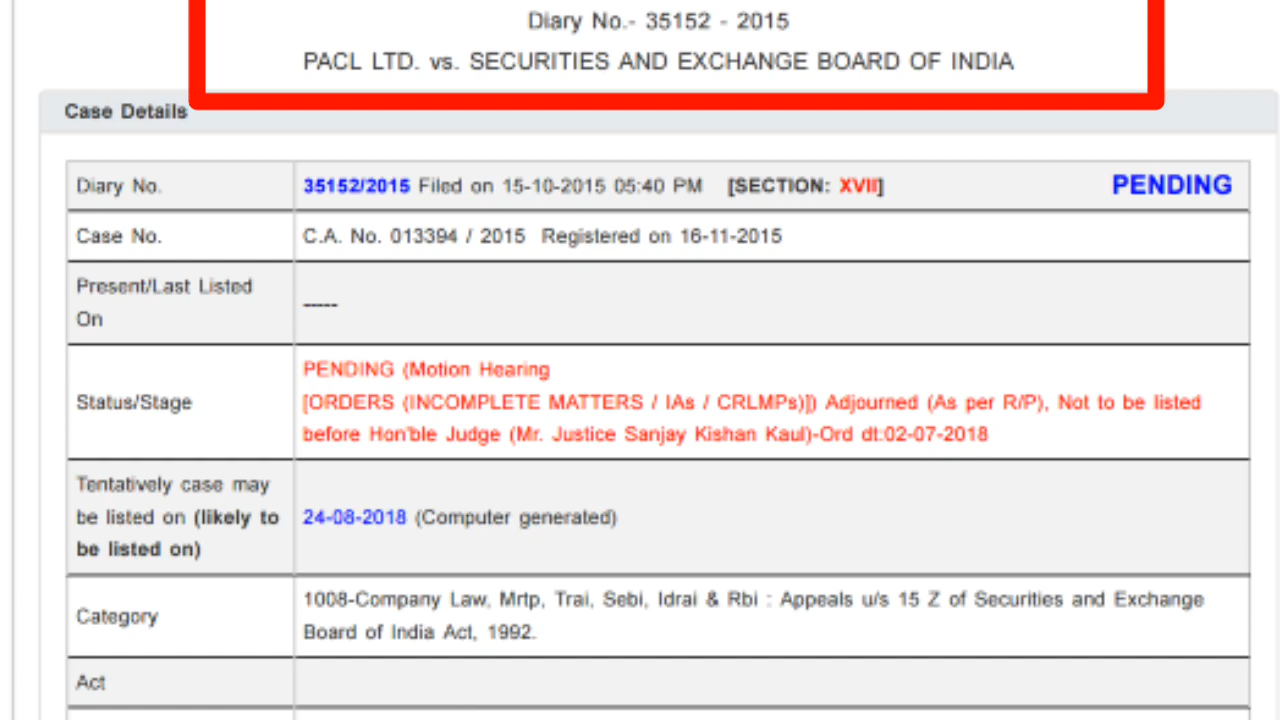 Diary No.- 35152 - 2015
PACL LTD. vs. SECURITIES AND EXCHANGE BOARD OF INDIA
Case Details
Diary No.
35152/2015 Filed on 15-10-2015 05:40 PM [SECTION: XVII]
PENDING
Case No.
C.A. No. 013394 / 2015 Registered on 16-11-2015
Present/Last Listed
On
-----
Status/Stage
PENDING (Motion Hearing
[ORDERS (INCOMPLETE MATTERS / IAs / CRLMPs)]) Adjourned (As per R/P), Not to be listed
before Hon'ble Judge (Mr. Justice Sanjay Kishan Kaul)-Ord dt:02-07-2018
Tentatively case may
be listed on (likely to
be listed on)
24-08-2018 (Computer generated)
Category
1008-Company Law, Mrtp, Trai, Sebi, Idrai & Rbi : Appeals u/s 15 Z of Securities and Exchange
Board of India Act, 1992.
Act